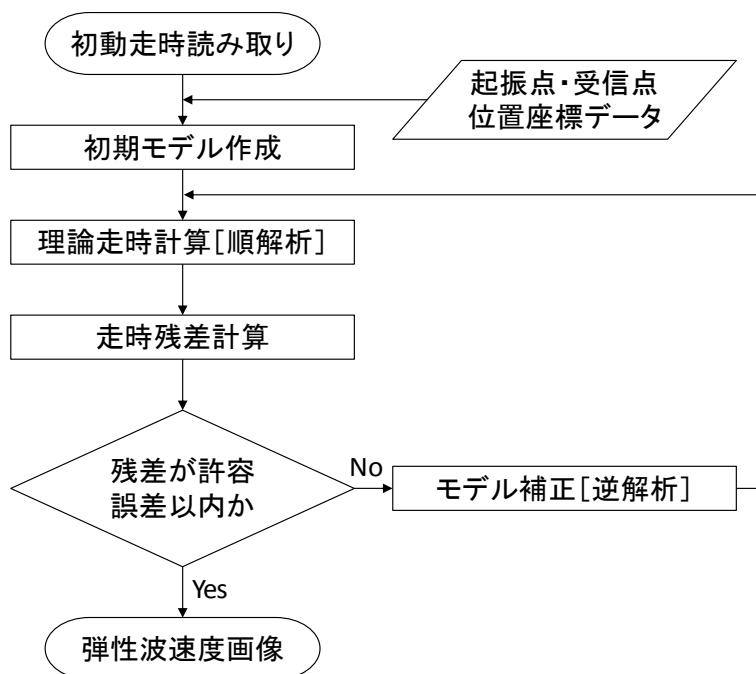 初動走時読み取り
起振点・受信点
位置座標データ
初期モデル作成
理論走時計算[順解析]
走時残差計算
残差が許容
誤差以内か
No
モデル補正[逆解析]
Yes
弾性波速度画像